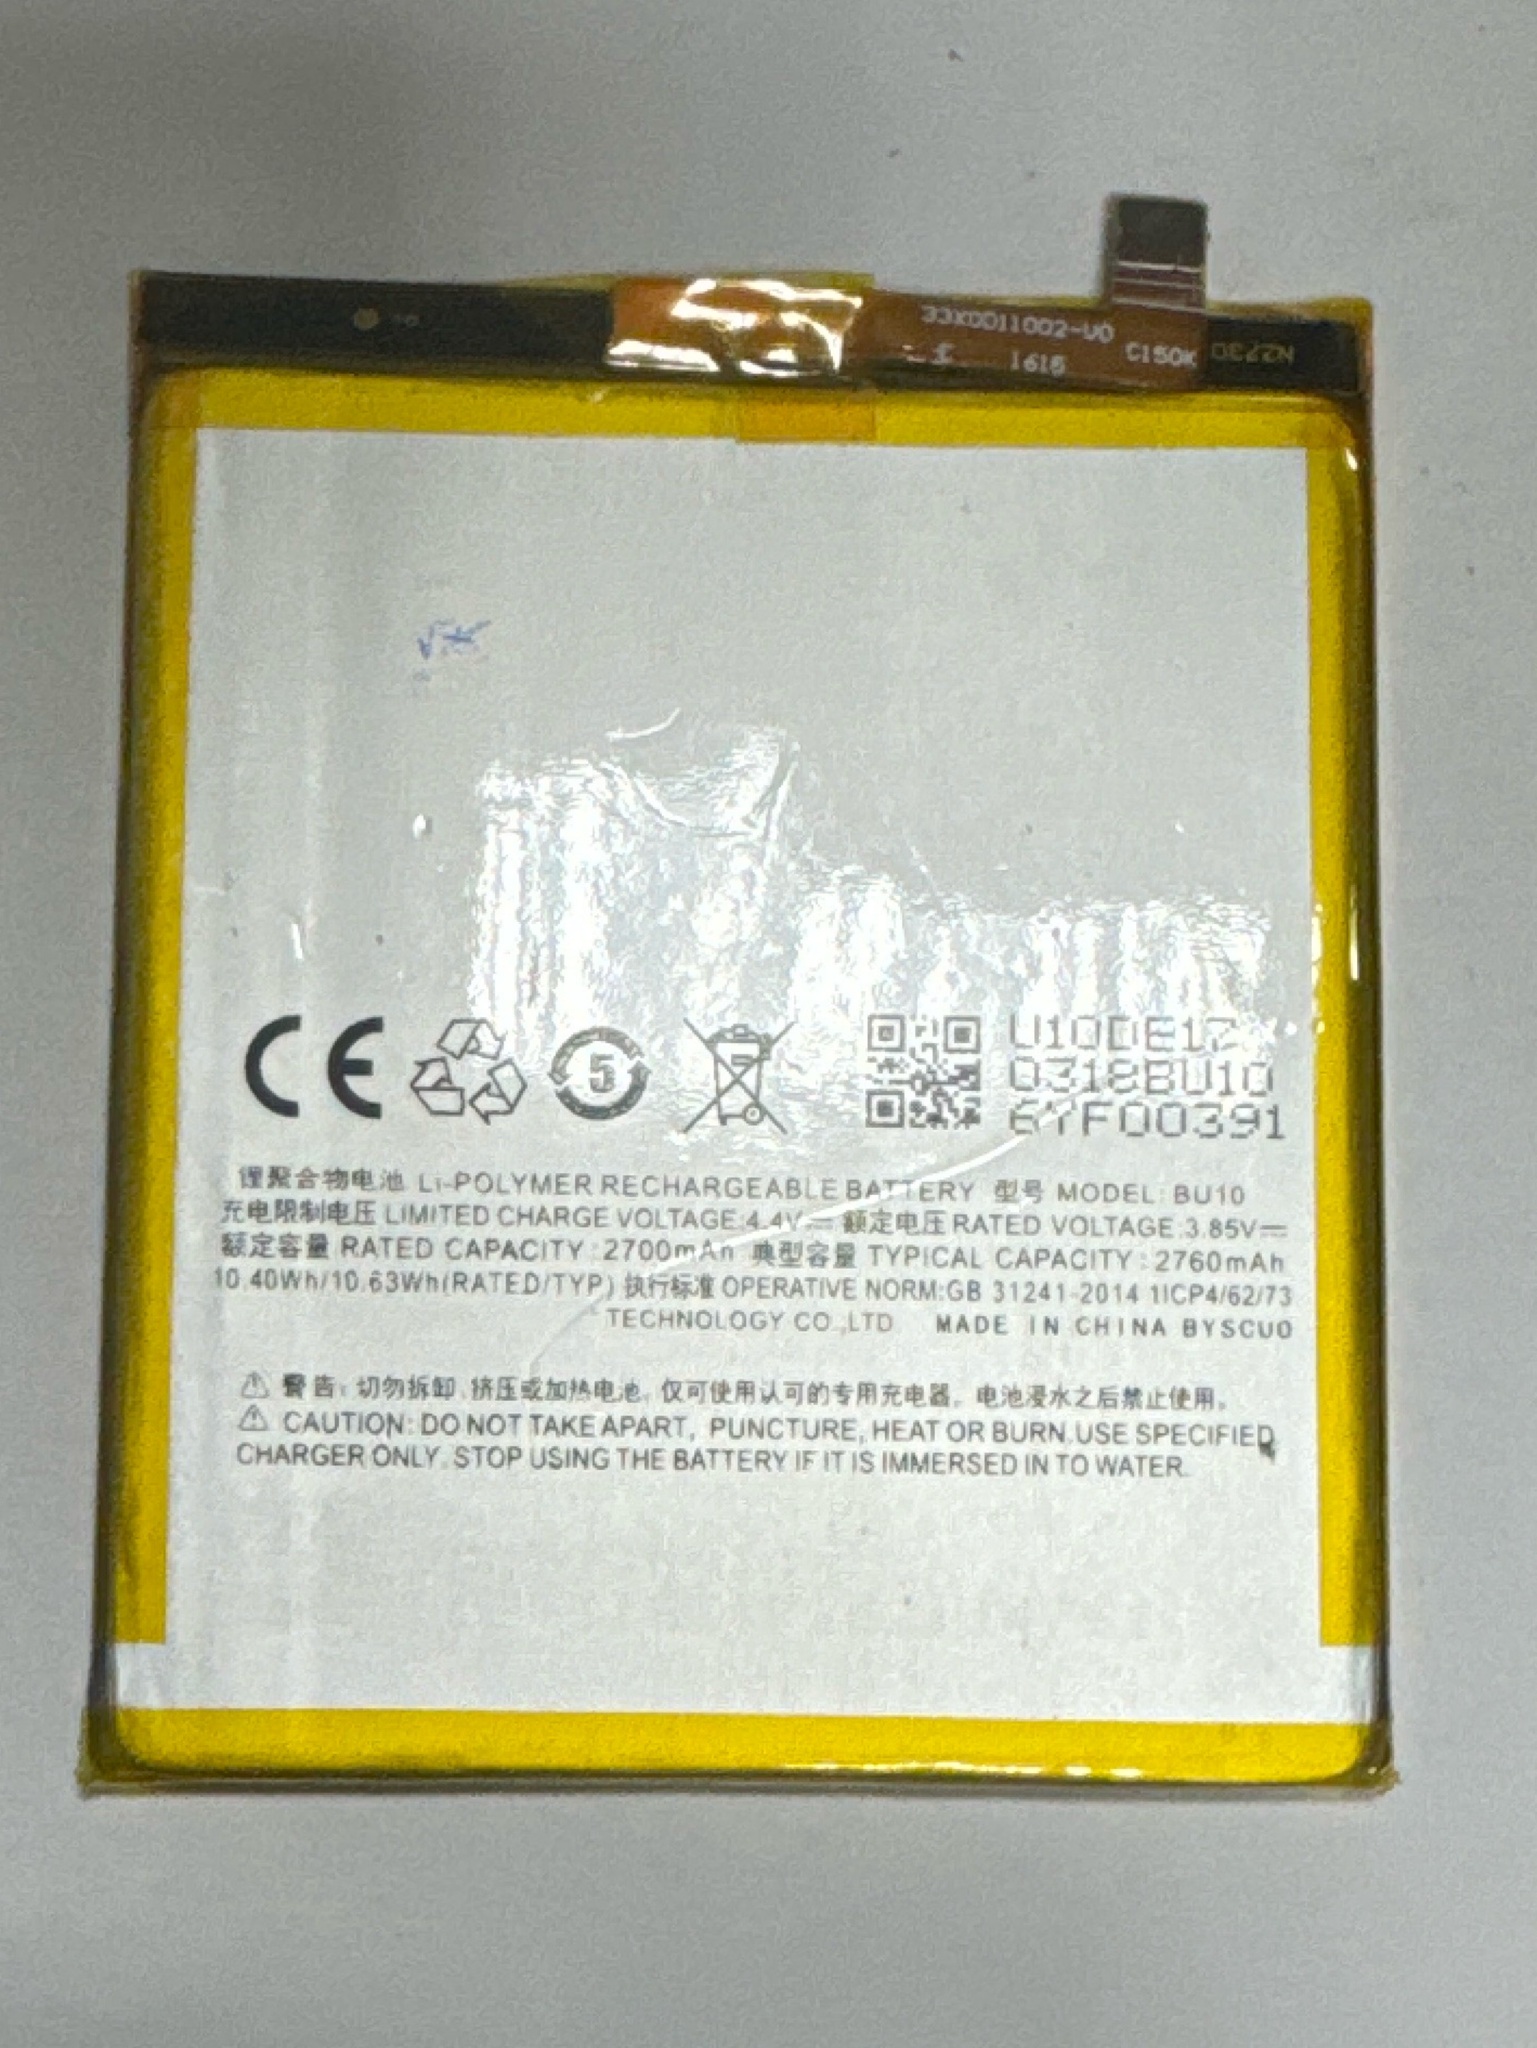 33X0011002-V0
1615 C150K
N2730
CE 5
U10DE17
0318BU10
6YF00391
锂聚合物电池 Li-POLYMER RECHARGEABLE BATTERY 型号 MODEL: BU10
充电限制电压 LIMITED CHARGE VOLTAGE:4.4V⎓ 额定电压 RATED VOLTAGE:3.85V⎓
额定容量 RATED CAPACITY:2700mAh 典型容量 TYPICAL CAPACITY:2760mAh
10.40Wh/10.63Wh(RATED/TYP) 执行标准 OPERATIVE NORM:GB 31241-2014 1ICP4/62/73
TECHNOLOGY CO.,LTD MADE IN CHINA BYSCUO
⚠ 警告: 切勿拆卸、挤压或加热电池, 仅可使用认可的专用充电器, 电池浸水之后禁止使用。
⚠ CAUTION: DO NOT TAKE APART, PUNCTURE, HEAT OR BURN.USE SPECIFIED
CHARGER ONLY. STOP USING THE BATTERY IF IT IS IMMERSED IN TO WATER.